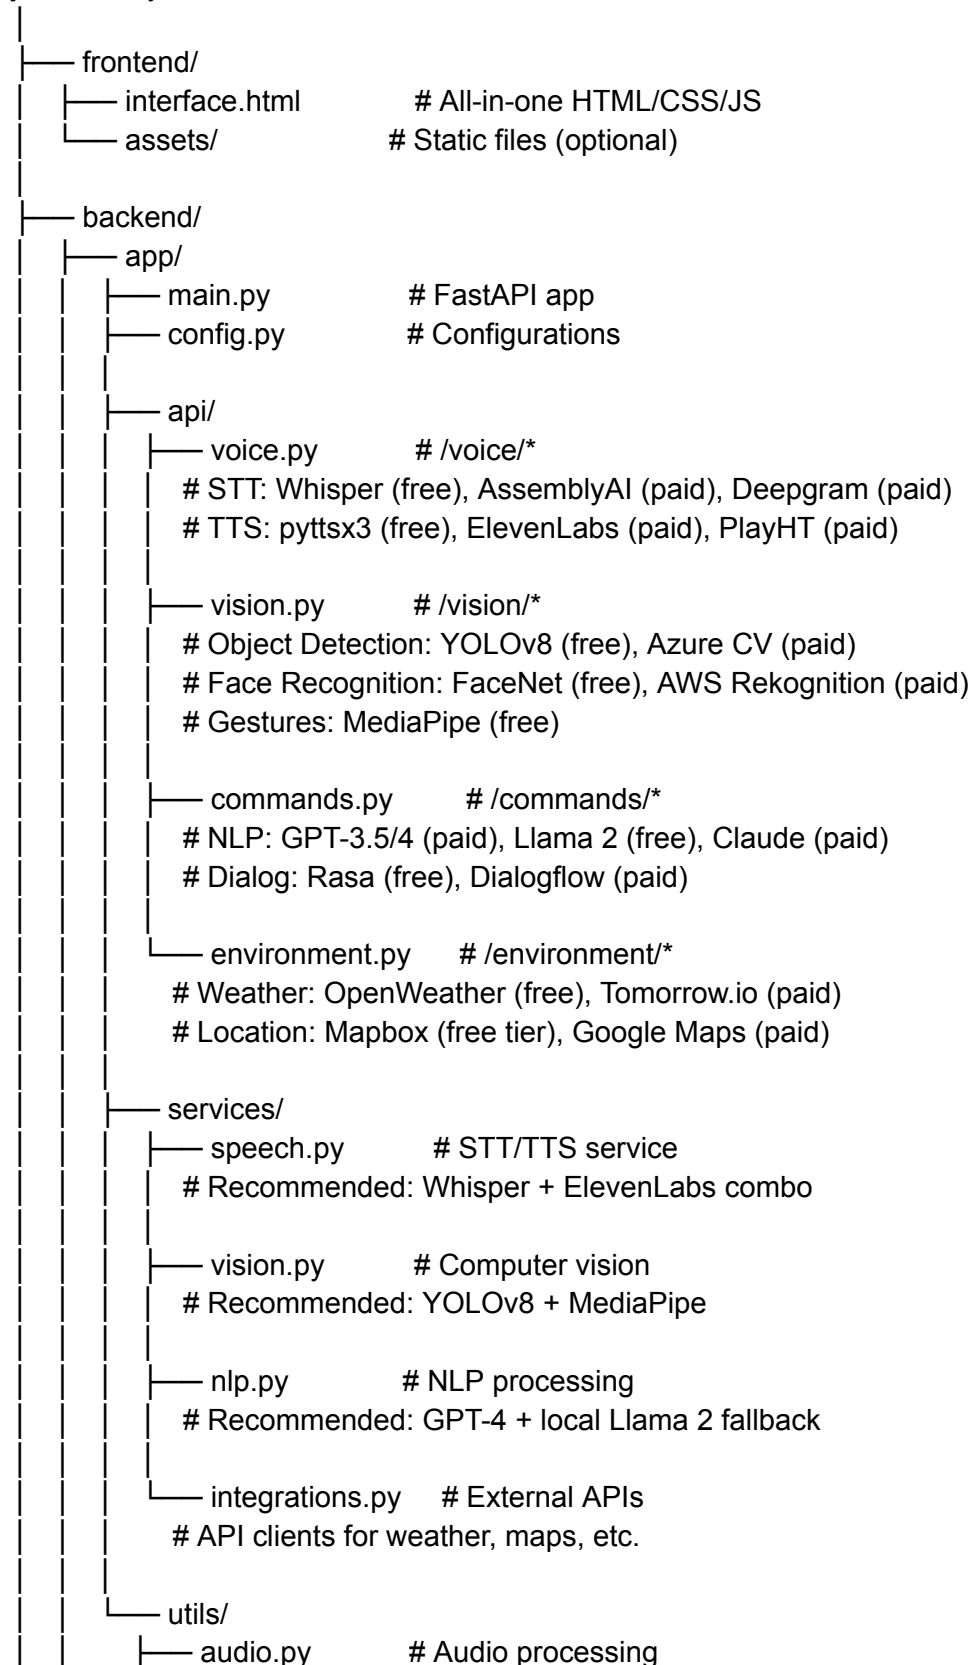 frontend/
interface.html # All-in-one HTML/CSS/JS
assets/ # Static files (optional)
backend/
app/
main.py # FastAPI app
config.py # Configurations
api/
voice.py # /voice/*
# STT: Whisper (free), AssemblyAI (paid), Deepgram (paid)
# TTS: pyttsx3 (free), ElevenLabs (paid), PlayHT (paid)
vision.py # /vision/*
# Object Detection: YOLOv8 (free), Azure CV (paid)
# Face Recognition: FaceNet (free), AWS Rekognition (paid)
# Gestures: MediaPipe (free)
commands.py # /commands/*
# NLP: GPT-3.5/4 (paid), Llama 2 (free), Claude (paid)
# Dialog: Rasa (free), Dialogflow (paid)
environment.py # /environment/*
# Weather: OpenWeather (free), Tomorrow.io (paid)
# Location: Mapbox (free tier), Google Maps (paid)
services/
speech.py # STT/TTS service
# Recommended: Whisper + ElevenLabs combo
vision.py # Computer vision
# Recommended: YOLOv8 + MediaPipe
nlp.py # NLP processing
# Recommended: GPT-4 + local Llama 2 fallback
integrations.py # External APIs
# API clients for weather, maps, etc.
utils/
audio.py # Audio processing